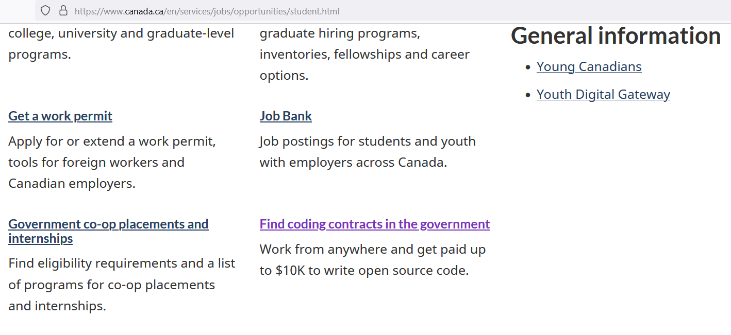 https://www.canada.ca/en/services/jobs/opportunities/student.html
college, university and graduate-level
programs.
graduate hiring programs,
inventories, fellowships and career
options.
General information
Young Canadians
Youth Digital Gateway
Get a work permit
Apply for or extend a work permit,
tools for foreign workers and
Canadian employers.
Job Bank
Job postings for students and youth
with employers across Canada.
Government co-op placements and
internships
Find eligibility requirements and a list
of programs for co-op placements
and internships.
Find coding contracts in the government
Work from anywhere and get paid up
to $10K to write open source code.